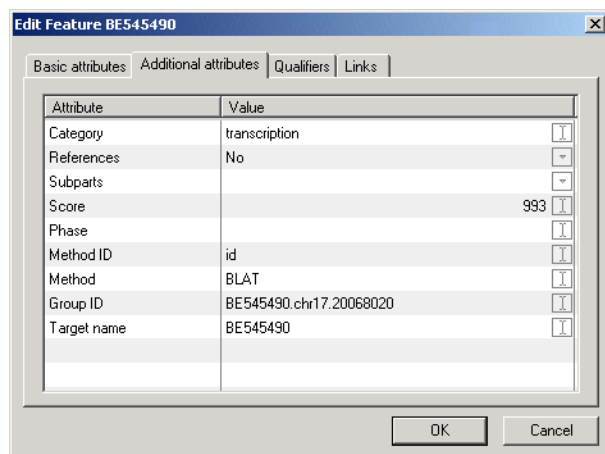 Edit Feature BE545490
Basic attributes Additional attributes Qualifiers Links
Attribute Value
Category transcription
References No
Subparts
Score 993
Phase
Method ID id
Method BLAT
Group ID BE545490.chr17.20068020
Target name BE545490
OK Cancel